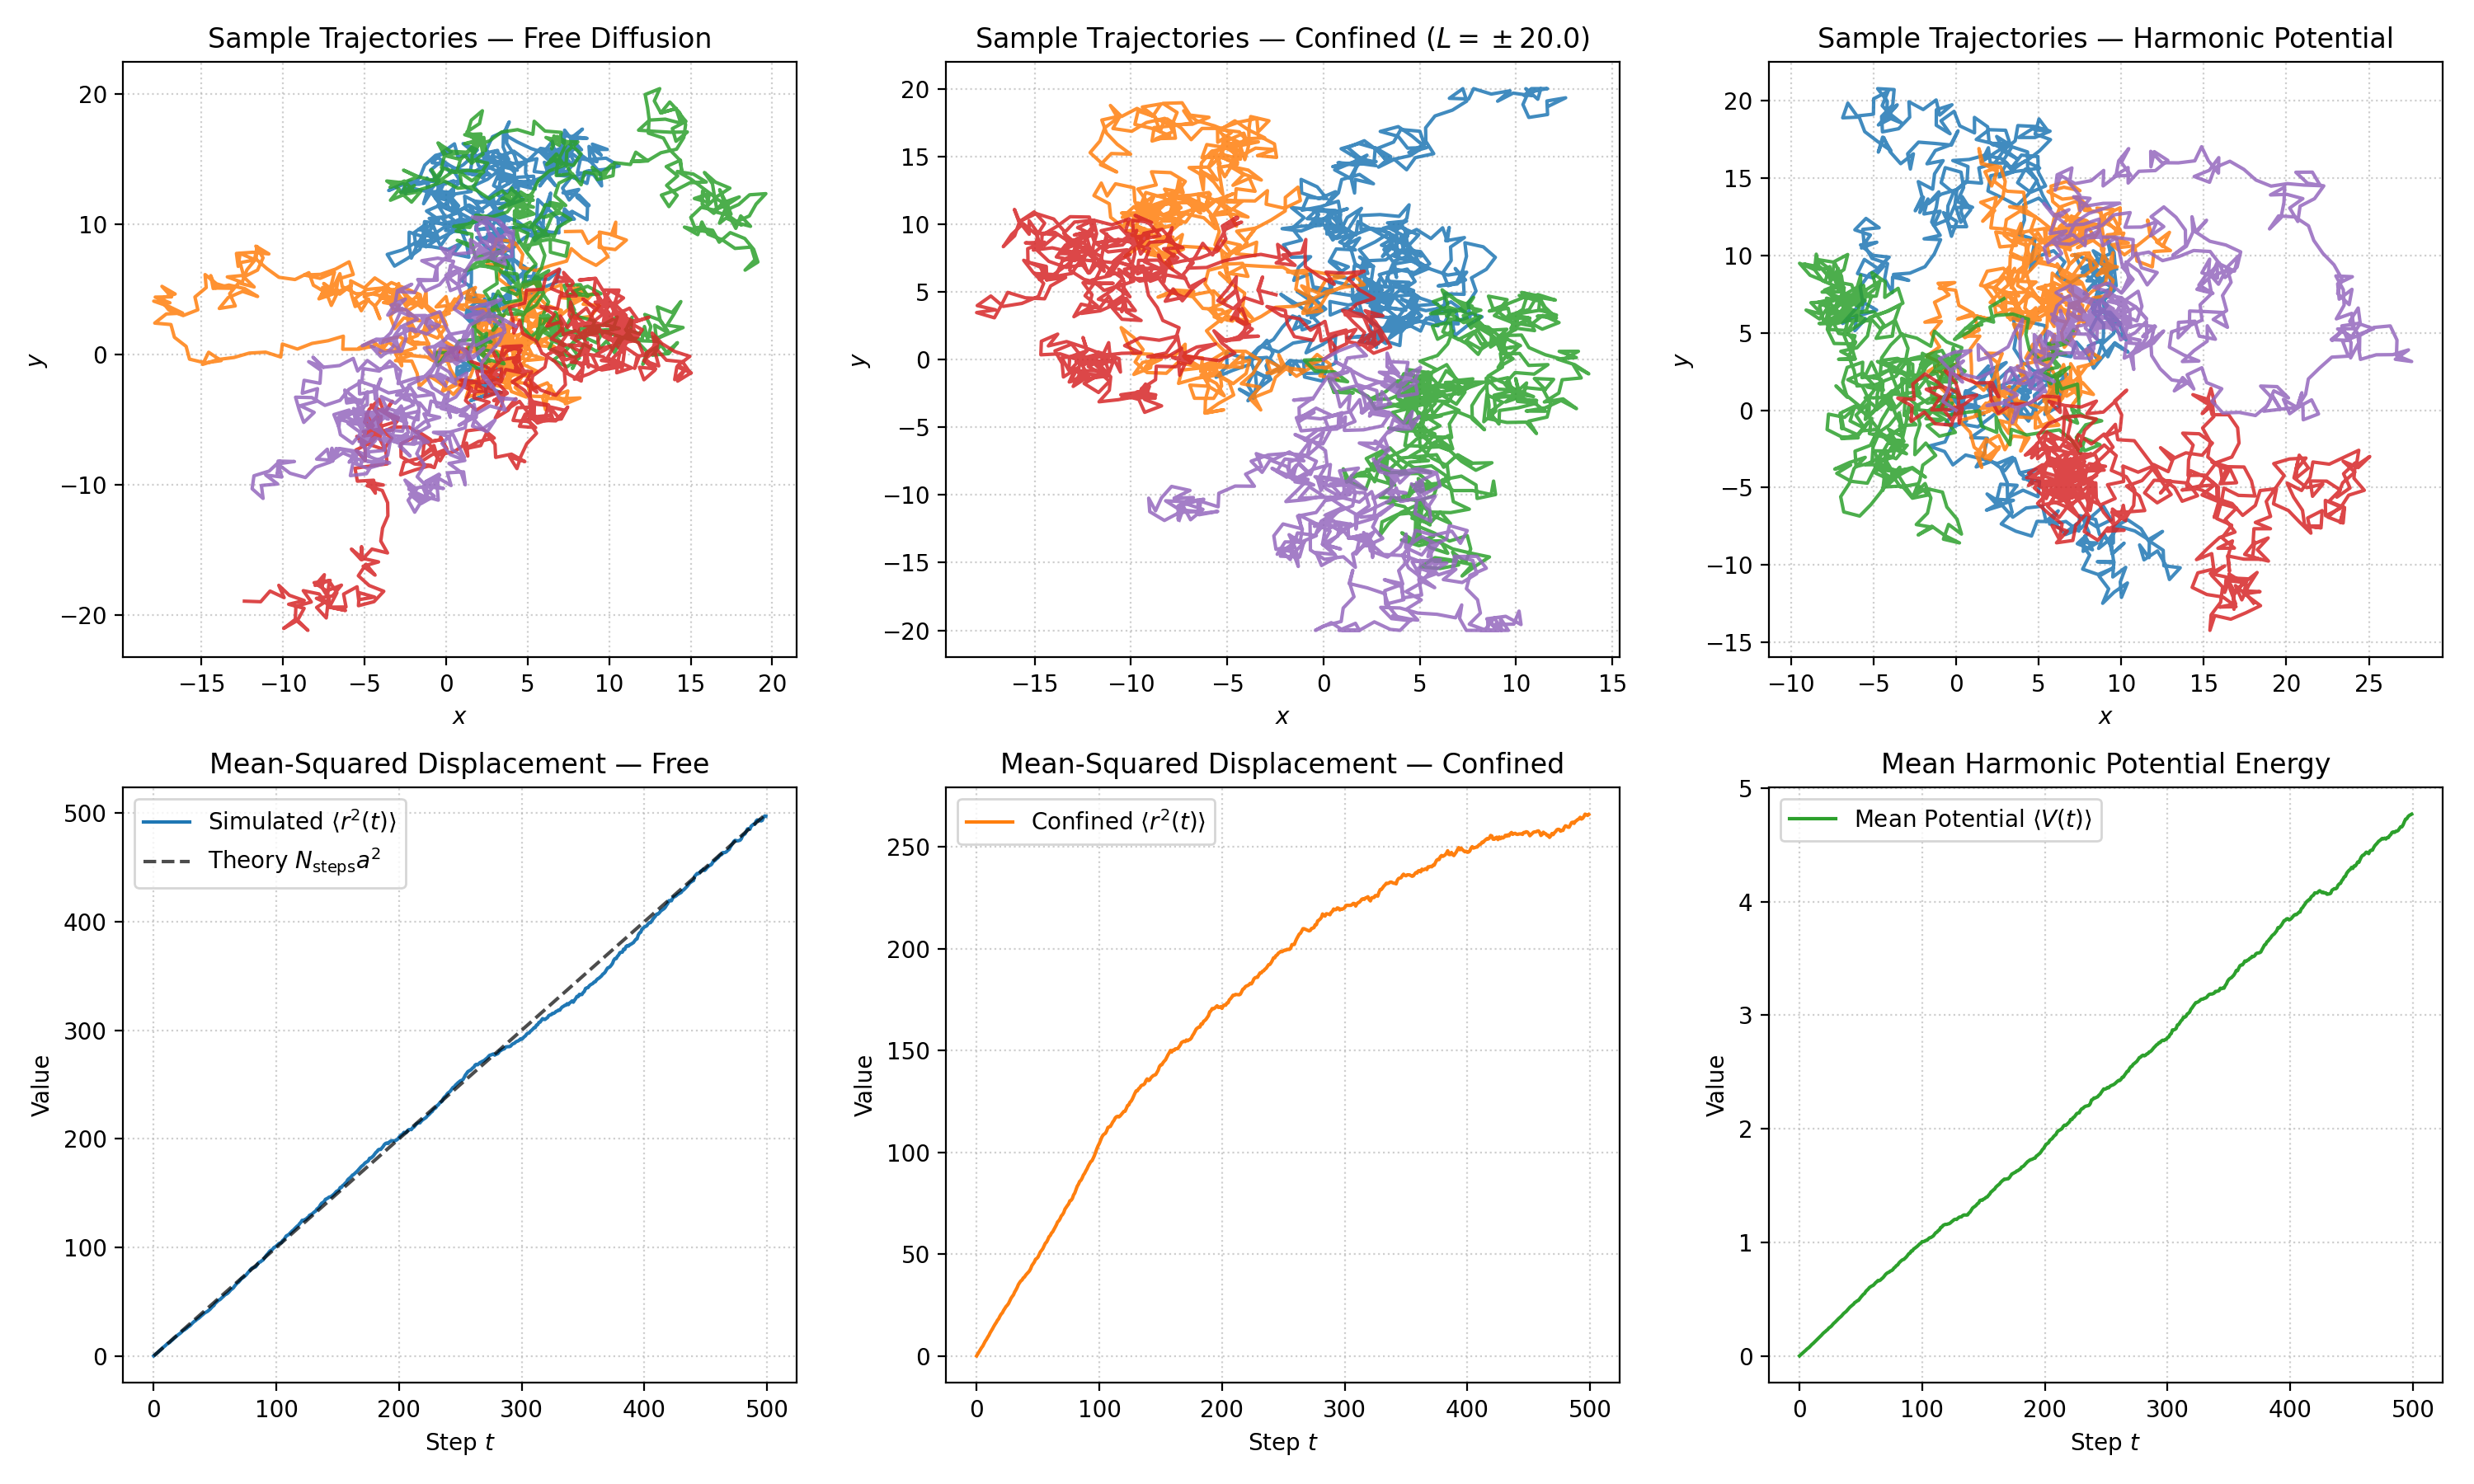 Sample Trajectories — Free Diffusion
20
10
0
−10
−20
y
−15 −10 −5 0 5 10 15 20
x
Sample Trajectories — Confined (L = ±20.0)
20
15
10
5
0
−5
−10
−15
−20
y
−15 −10 −5 0 5 10 15
x
Sample Trajectories — Harmonic Potential
20
15
10
5
0
−5
−10
−15
y
−10 −5 0 5 10 15 20 25
x
Mean-Squared Displacement — Free
Simulated ⟨r²(t)⟩
Theory N_steps a²
500
400
300
200
100
0
Value
0 100 200 300 400 500
Step t
Mean-Squared Displacement — Confined
Confined ⟨r²(t)⟩
250
200
150
100
50
0
Value
0 100 200 300 400 500
Step t
Mean Harmonic Potential Energy
Mean Potential ⟨V(t)⟩
5
4
3
2
1
0
Value
0 100 200 300 400 500
Step t